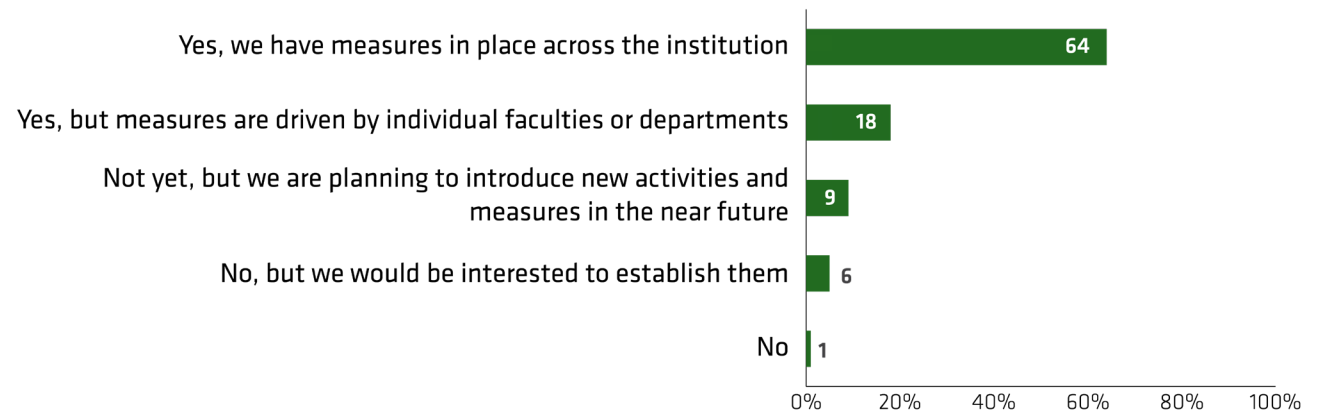 Yes, we have measures in place across the institution
64
Yes, but measures are driven by individual faculties or departments
18
Not yet, but we are planning to introduce new activities and
measures in the near future
9
No, but we would be interested to establish them
6
No
1
0% 20% 40% 60% 80% 100%